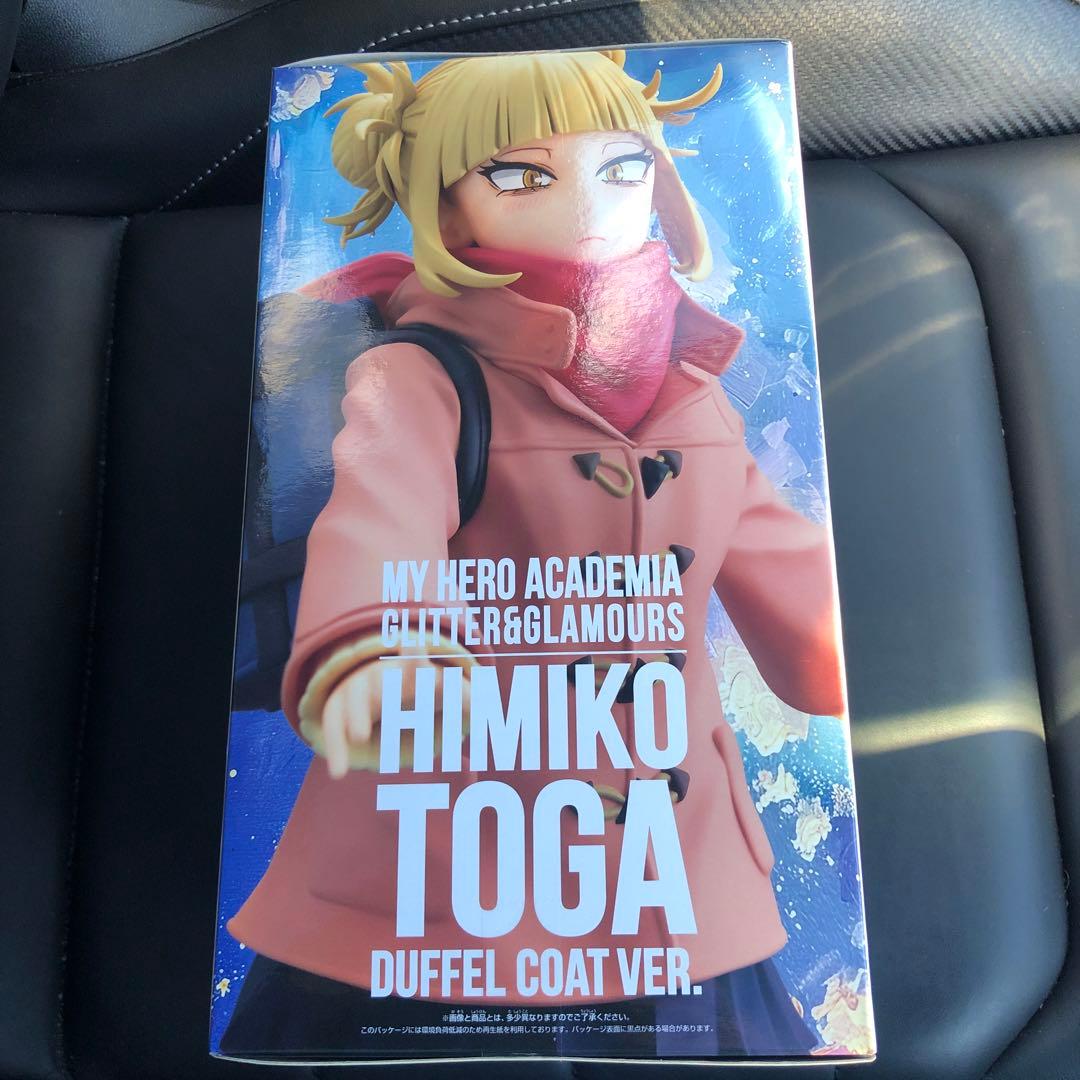 MY HERO ACADEMIA
GLITTER&GLAMOURS
HIMIKO
TOGA
DUFFEL COAT VER.
※画像と商品とは、多少異なりますのでご了承ください。
このパッケージには環境負荷低減のため再生紙を利用しております。パッケージ表面に黒点がある場合があります。